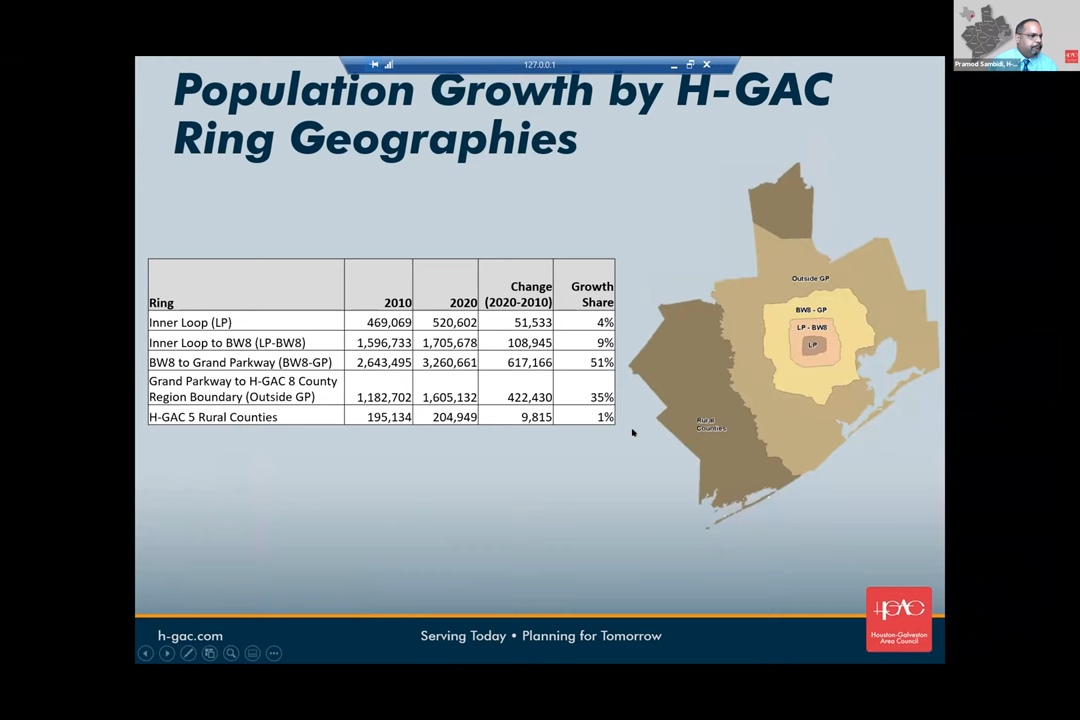 127.0.0.1
Pramod Sambidi, H-...
Population Growth by H-GAC
Ring Geographies
Ring 2010 2020 Change (2020-2010) Growth Share
Inner Loop (LP) 469,069 520,602 51,533 4%
Inner Loop to BW8 (LP-BW8) 1,596,733 1,705,678 108,945 9%
BW8 to Grand Parkway (BW8-GP) 2,643,495 3,260,661 617,166 51%
Grand Parkway to H-GAC 8 County
Region Boundary (Outside GP) 1,182,702 1,605,132 422,430 35%
H-GAC 5 Rural Counties 195,134 204,949 9,815 1%
Outside GP
BW8 - GP
LP - BW8
LP
Rural
Counties
h-gac.com
Serving Today • Planning for Tomorrow
HGAC
Houston-Galveston
Area Council